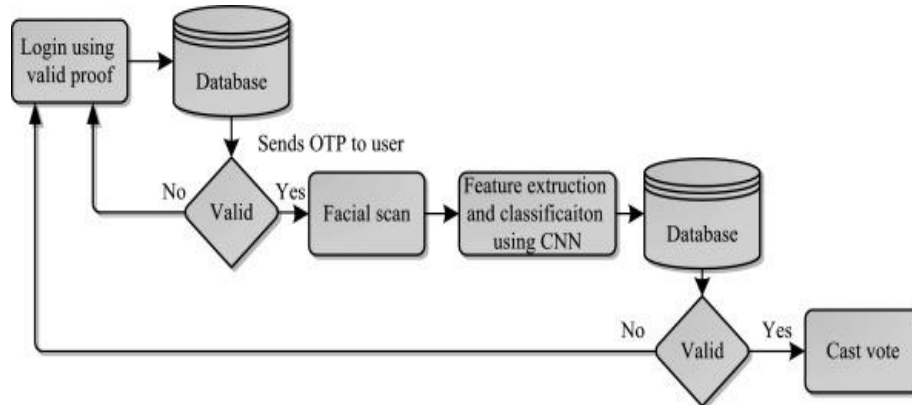 Login using
valid proof
Database
Sends OTP to user
No
Valid
Yes
Facial scan
Feature extruction
and classificaiton
using CNN
Database
No
Valid
Yes
Cast vote